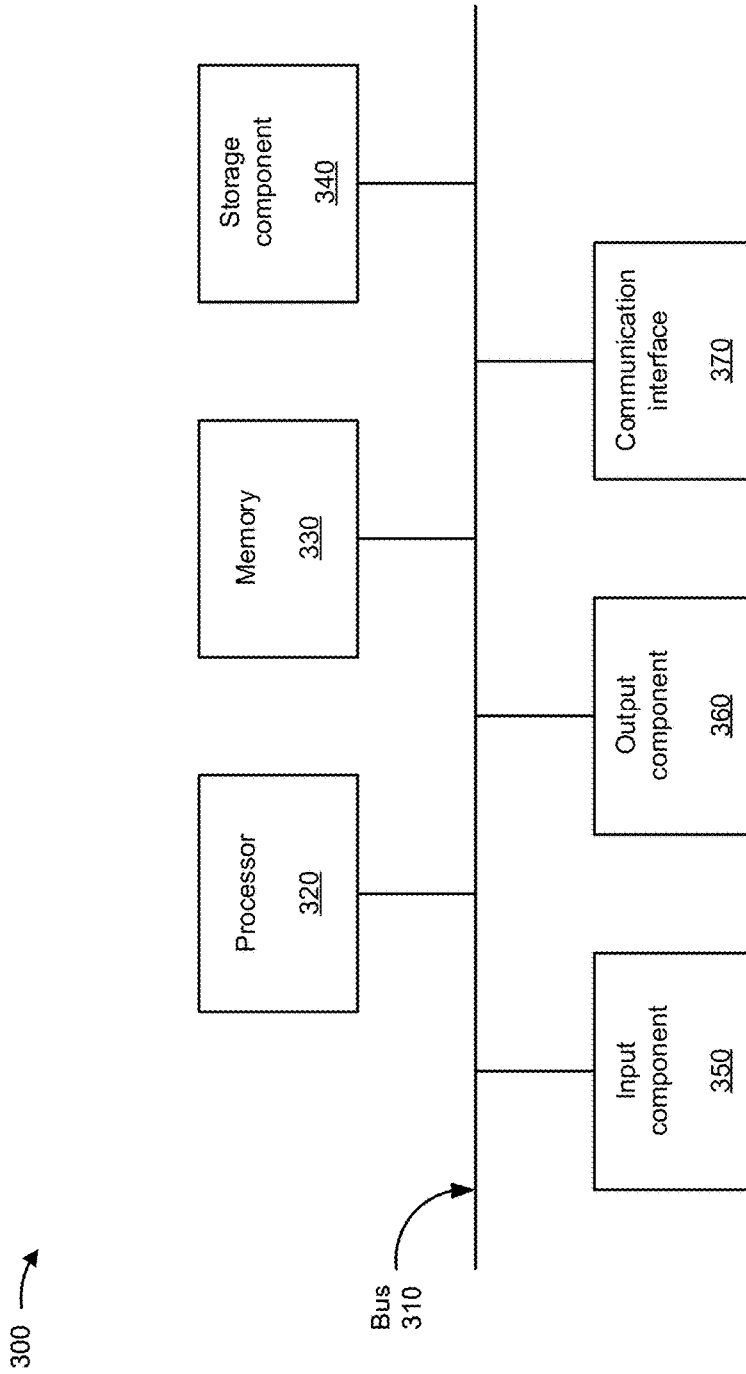 300
Processor
320
Memory
330
Storage
component
340
Bus
310
Input
component
350
Output
component
360
Communication
interface
370